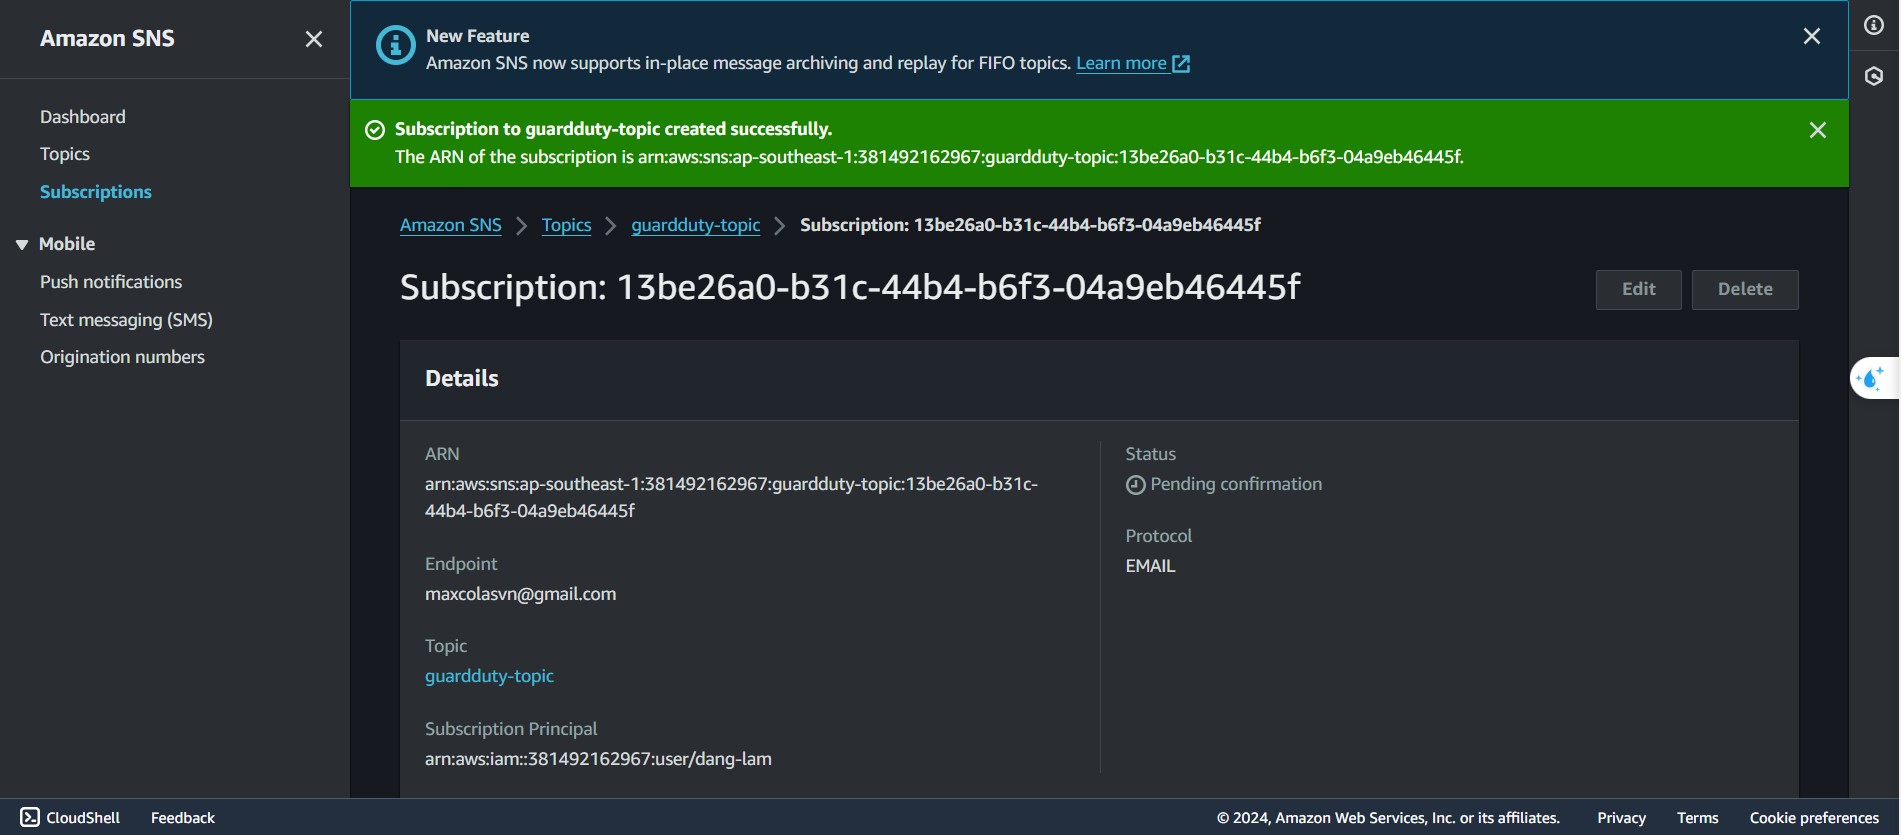 Amazon SNS
Dashboard
Topics
Subscriptions
Mobile
Push notifications
Text messaging (SMS)
Origination numbers
New Feature
Amazon SNS now supports in-place message archiving and replay for FIFO topics. Learn more
Subscription to guardduty-topic created successfully.
The ARN of the subscription is arn:aws:sns:ap-southeast-1:381492162967:guardduty-topic:13be26a0-b31c-44b4-b6f3-04a9eb46445f.
Amazon SNS > Topics > guardduty-topic > Subscription: 13be26a0-b31c-44b4-b6f3-04a9eb46445f
Subscription: 13be26a0-b31c-44b4-b6f3-04a9eb46445f
Edit
Delete
Details
ARN
arn:aws:sns:ap-southeast-1:381492162967:guardduty-topic:13be26a0-b31c-
44b4-b6f3-04a9eb46445f
Endpoint
maxcolasvn@gmail.com
Topic
guardduty-topic
Subscription Principal
arn:aws:iam::381492162967:user/dang-lam
Status
Pending confirmation
Protocol
EMAIL
CloudShell
Feedback
© 2024, Amazon Web Services, Inc. or its affiliates.
Privacy
Terms
Cookie preferences